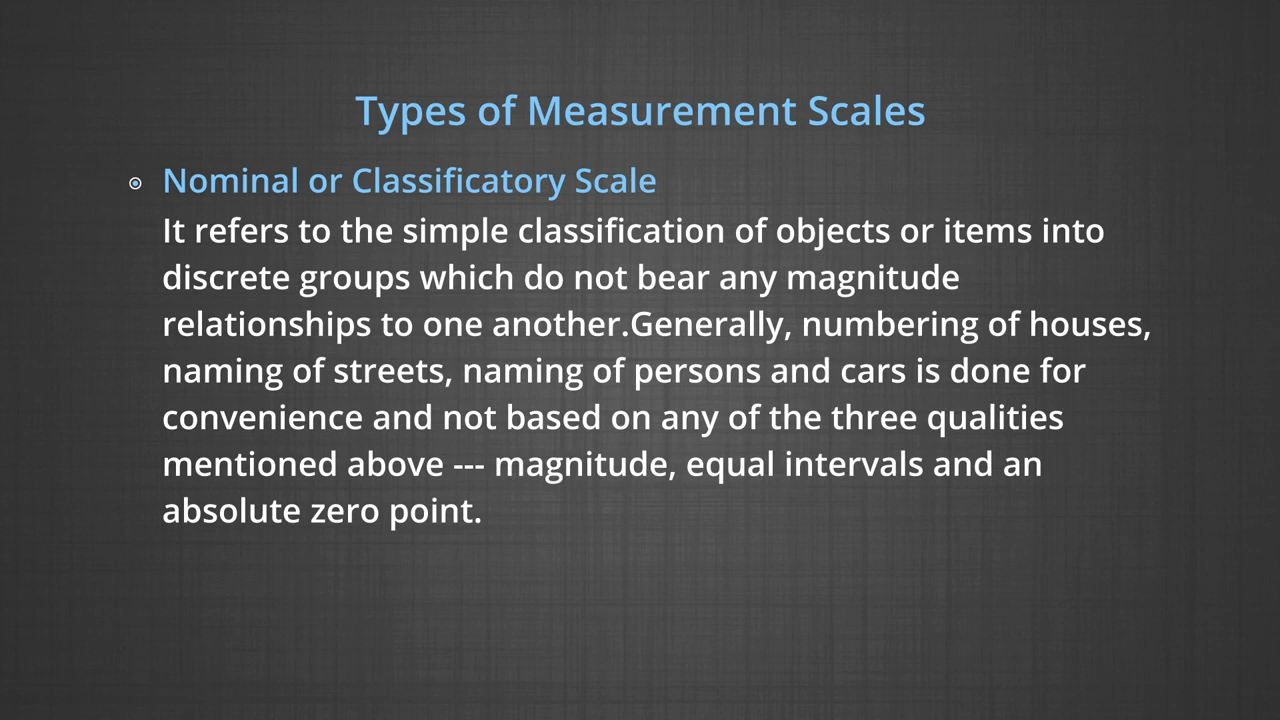 Types of Measurement Scales
Nominal or Classificatory Scale
It refers to the simple classification of objects or items into
discrete groups which do not bear any magnitude
relationships to one another.Generally, numbering of houses,
naming of streets, naming of persons and cars is done for
convenience and not based on any of the three qualities
mentioned above --- magnitude, equal intervals and an
absolute zero point.